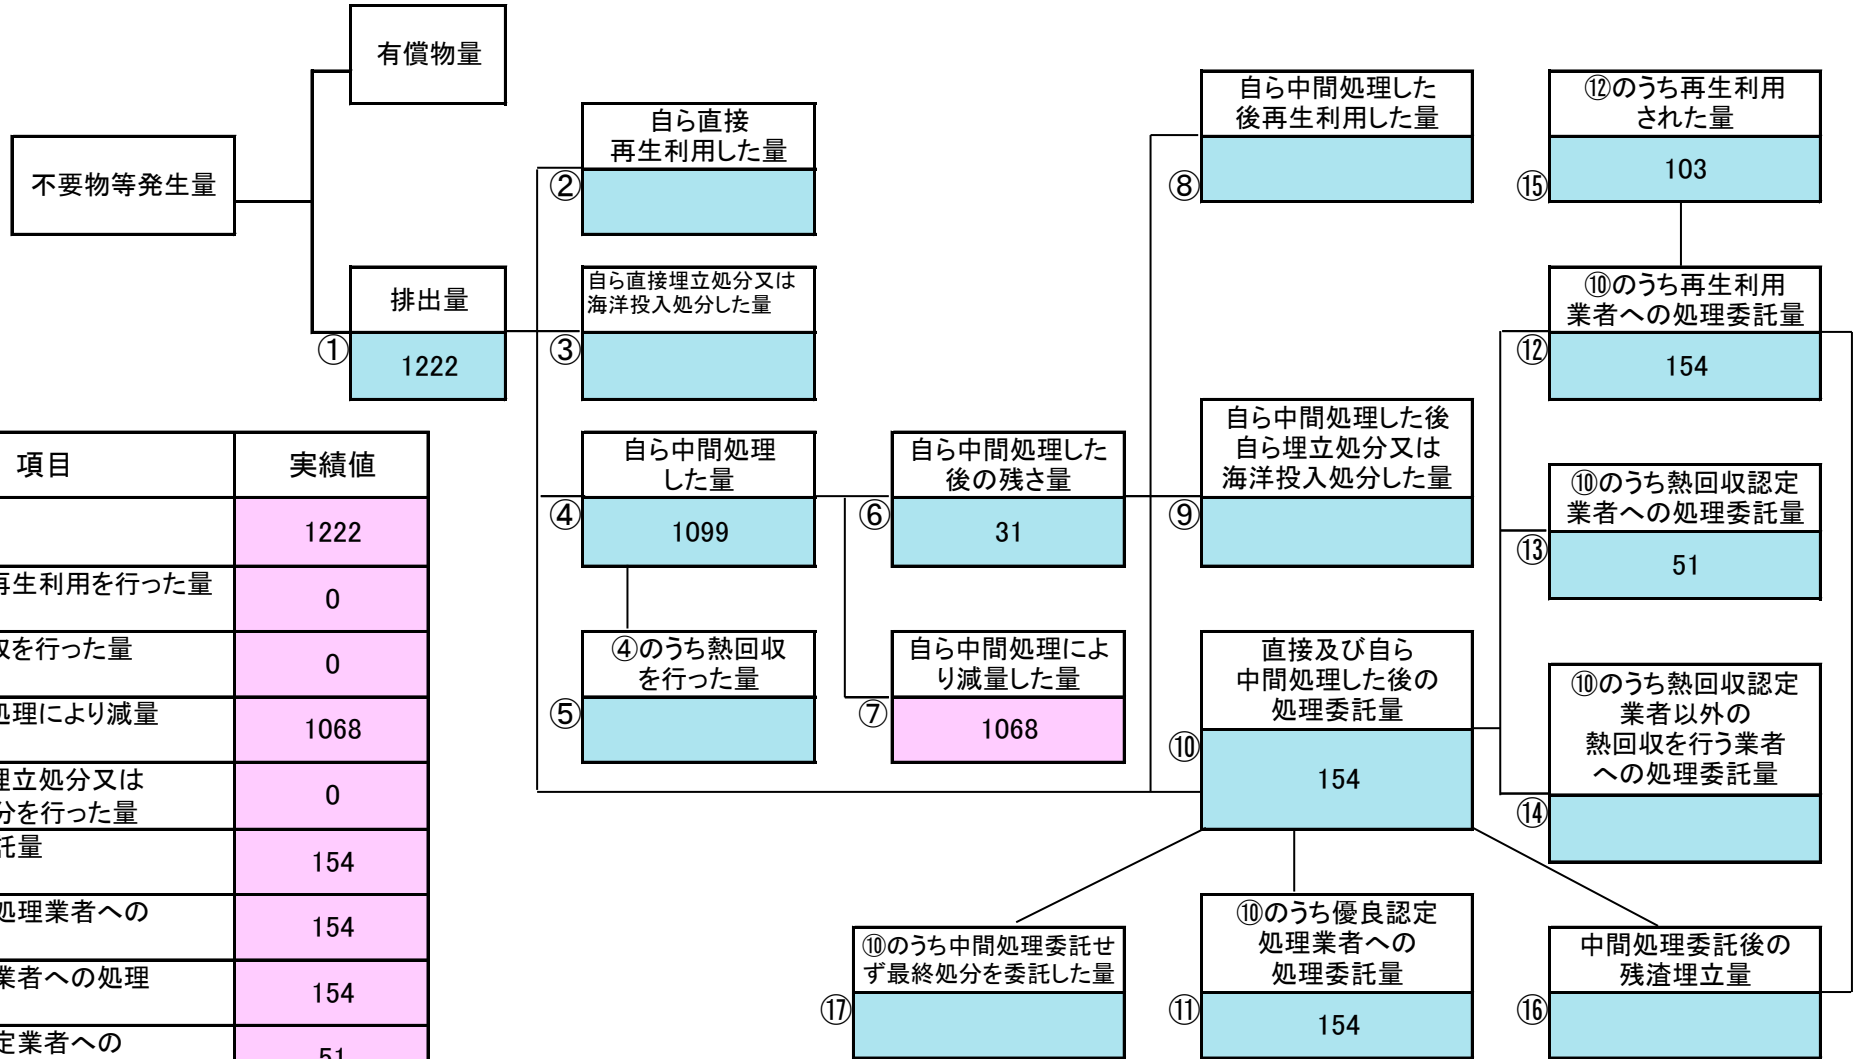 有償物量
不要物等発生量
排出量
①
1222
自ら直接
再生利用した量
②
自ら直接埋立処分又は
海洋投入処分した量
③
自ら中間処理
した量
④
1099
④のうち熱回収
を行った量
⑤
自ら中間処理した
後の残さ量
⑥
31
自ら中間処理によ
り減量した量
⑦
1068
自ら中間処理した
後再生利用した量
⑧
自ら中間処理した後
自ら埋立処分又は
海洋投入処分した量
⑨
直接及び自ら
中間処理した後の
処理委託量
⑩
154
⑫のうち再生利用
された量
⑮
103
⑩のうち再生利用
業者への処理委託量
⑫
154
⑩のうち熱回収認定
業者への処理委託量
⑬
51
⑩のうち熱回収認定
業者以外の
熱回収を行う業者
への処理委託量
⑭
⑩のうち中間処理委託せ
ず最終処分を委託した量
⑰
⑩のうち優良認定
処理業者への
処理委託量
⑪
154
中間処理委託後の
残渣埋立量
⑯
項目 実績値
1222
再生利用を行った量 0
を行った量 0
処理により減量 1068
埋立処分又は
分を行った量 0
託量 154
処理業者への 154
業者への処理 154
定業者への 51